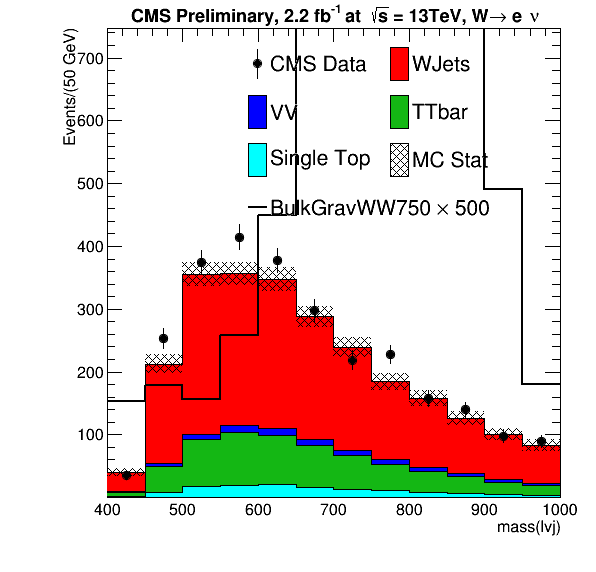 CMS Preliminary, 2.2 fb⁻¹ at √s = 13TeV, W→ e ν
Events/(50 GeV)
700
600
500
400
300
200
100
CMS Data
WJets
VV
TTbar
Single Top
MC Stat
BulkGravWW750 × 500
400 500 600 700 800 900 1000
mass(lvj)